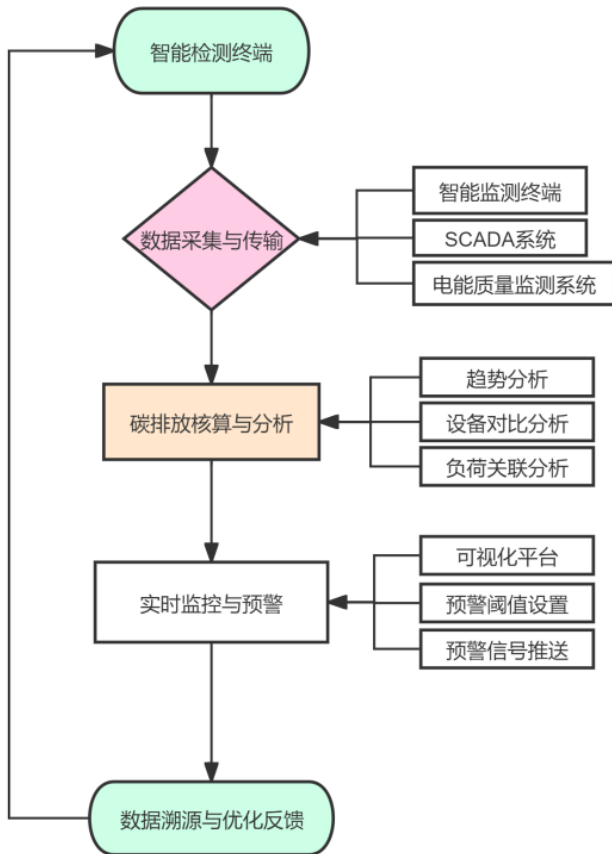 智能检测终端
数据采集与传输
智能监测终端
SCADA系统
电能质量监测系统
碳排放核算与分析
趋势分析
设备对比分析
负荷关联分析
实时监控与预警
可视化平台
预警阈值设置
预警信号推送
数据溯源与优化反馈